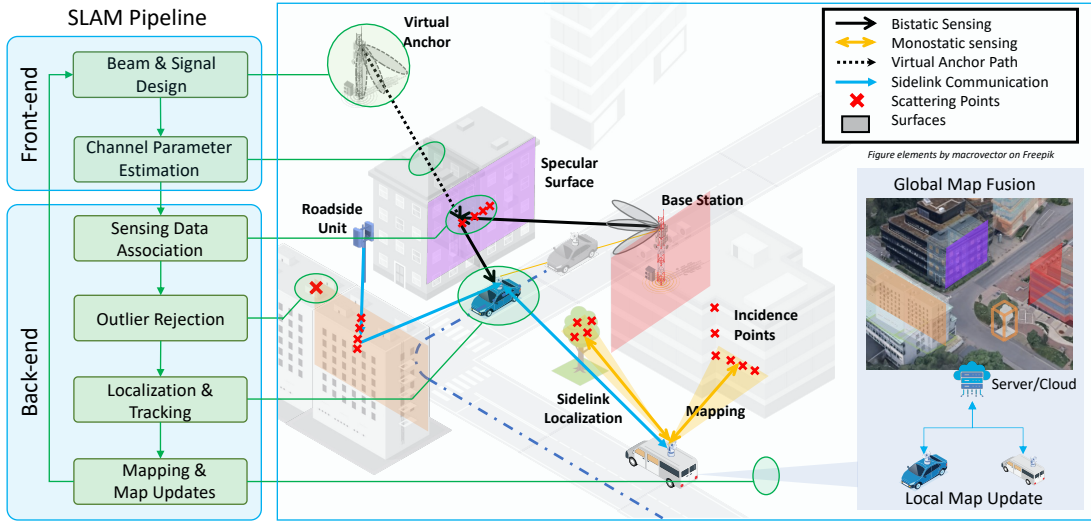 SLAM Pipeline
Front-end
Beam & Signal
Design
Channel Parameter
Estimation
Back-end
Sensing Data
Association
Outlier Rejection
Localization &
Tracking
Mapping &
Map Updates
Virtual
Anchor
Specular
Surface
Roadside
Unit
Base Station
Incidence
Points
Sidelink
Localization
Mapping
Bistatic Sensing
Monostatic sensing
Virtual Anchor Path
Sidelink Communication
Scattering Points
Surfaces
Figure elements by macrovector on Freepik
Global Map Fusion
Server/Cloud
Local Map Update